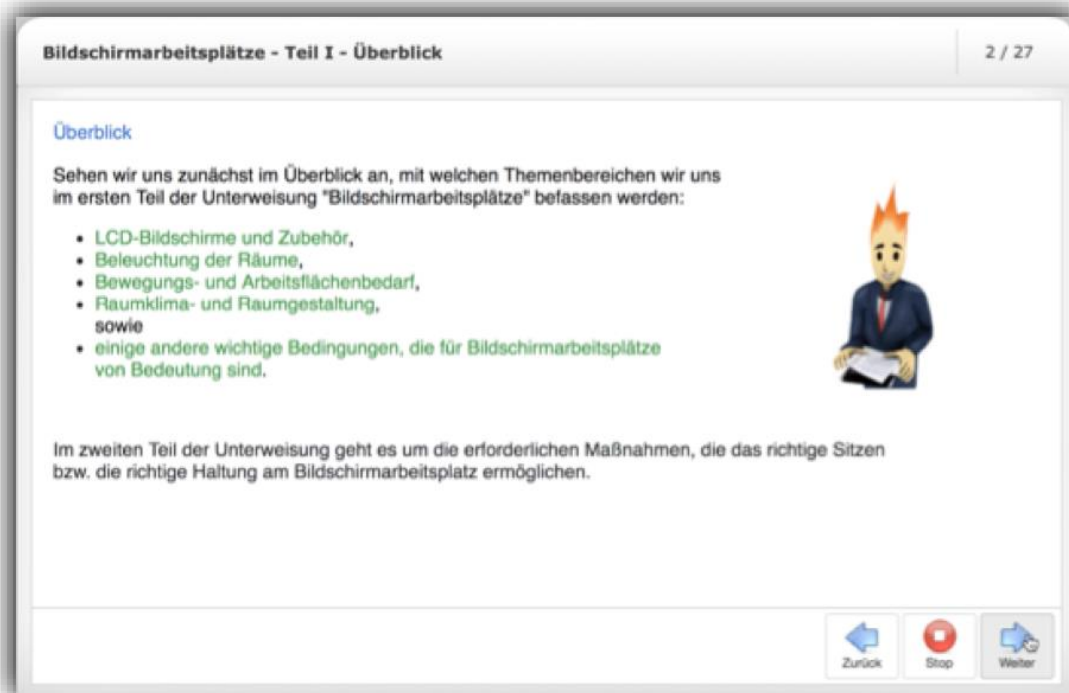 Bildschirmarbeitsplätze - Teil I - Überblick
2 / 27
Überblick
Sehen wir uns zunächst im Überblick an, mit welchen Themenbereichen wir uns
im ersten Teil der Unterweisung "Bildschirmarbeitsplätze" befassen werden:
• LCD-Bildschirme und Zubehör,
• Beleuchtung der Räume,
• Bewegungs- und Arbeitsflächenbedarf,
• Raumklima- und Raumgestaltung,
sowie
• einige andere wichtige Bedingungen, die für Bildschirmarbeitsplätze
von Bedeutung sind.
Im zweiten Teil der Unterweisung geht es um die erforderlichen Maßnahmen, die das richtige Sitzen
bzw. die richtige Haltung am Bildschirmarbeitsplatz ermöglichen.
Zurück
Stop
Weiter